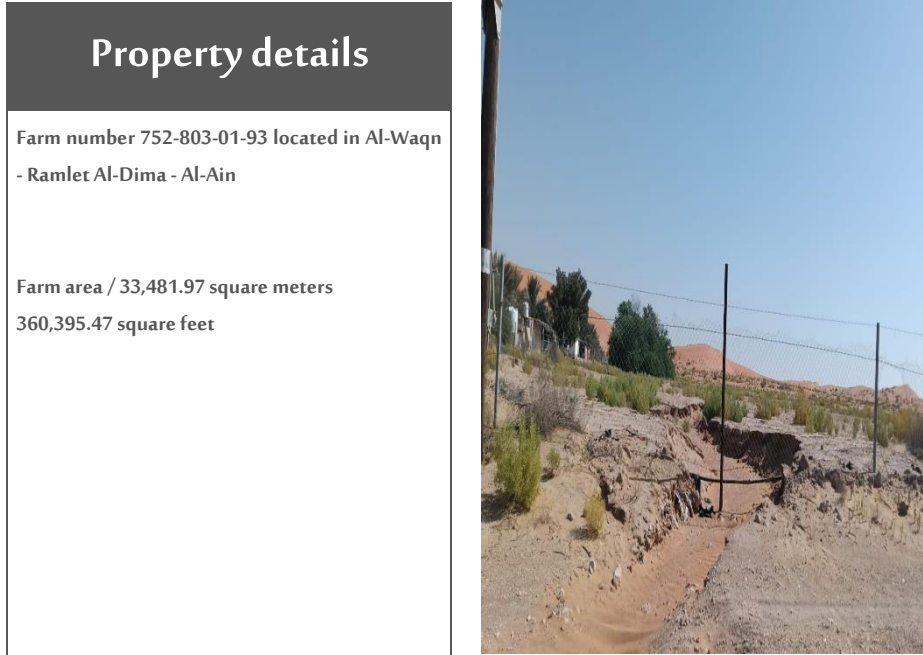 Property details
Farm number 752-803-01-93 located in Al-Waqn
- Ramlet Al-Dima - Al-Ain
Farm area / 33,481.97 square meters
360,395.47 square feet